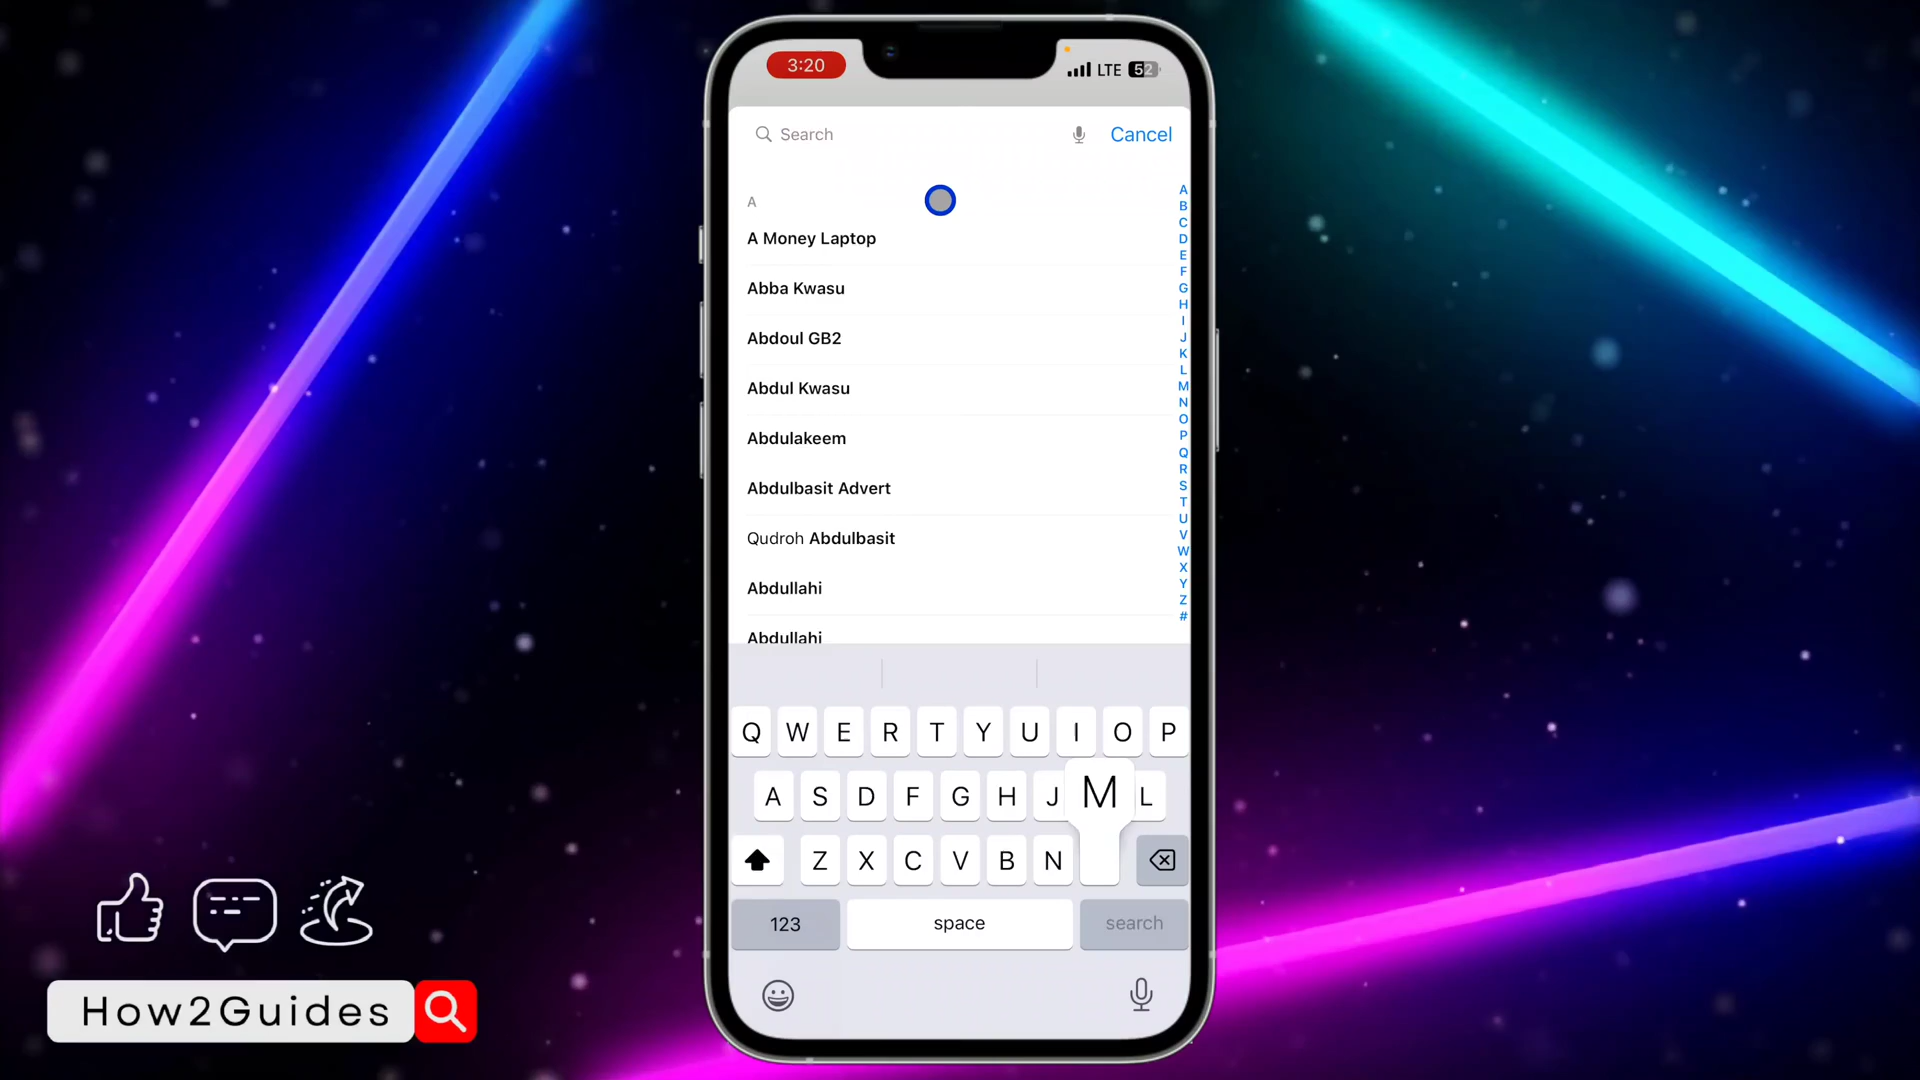 3:20
LTE 52
Search
Cancel
A
A Money Laptop
Abba Kwasu
Abdoul GB2
Abdul Kwasu
Abdulakeem
Abdulbasit Advert
Qudroh Abdulbasit
Abdullahi
Abdullahi
A
B
C
D
E
F
G
H
I
J
K
L
M
N
O
P
Q
R
S
T
U
V
W
X
Y
Z
#
Q W E R T Y U I O P
A S D F G H J M L
Z X C V B N
123 space search
How2Guides